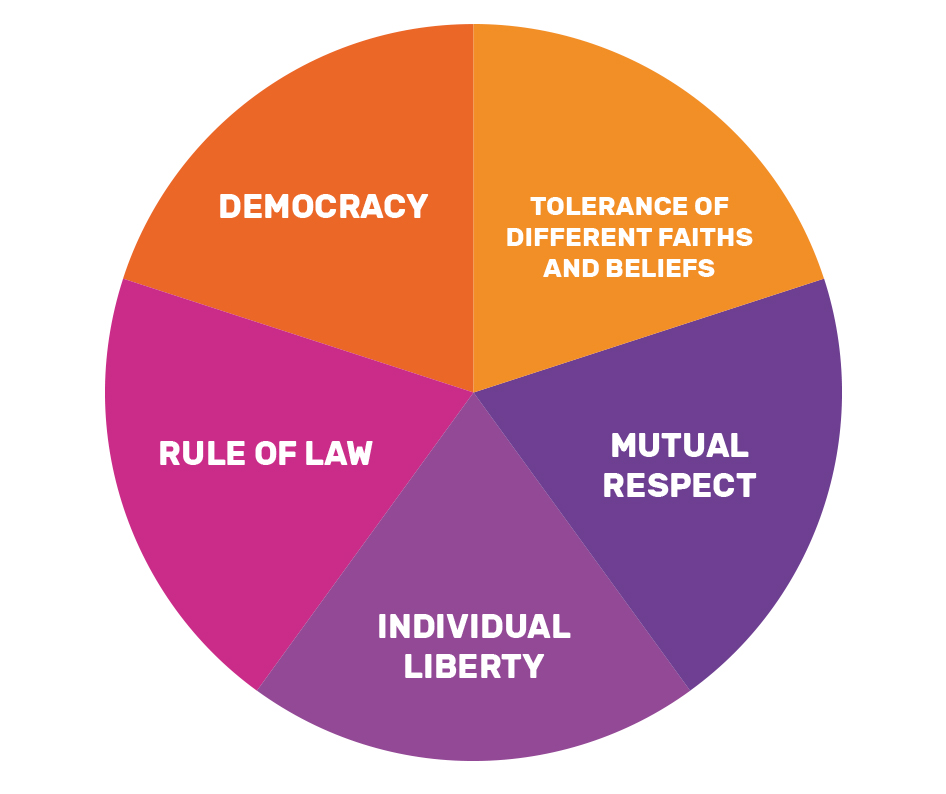 DEMOCRACY
TOLERANCE OF
DIFFERENT FAITHS
AND BELIEFS
RULE OF LAW
MUTUAL
RESPECT
INDIVIDUAL
LIBERTY